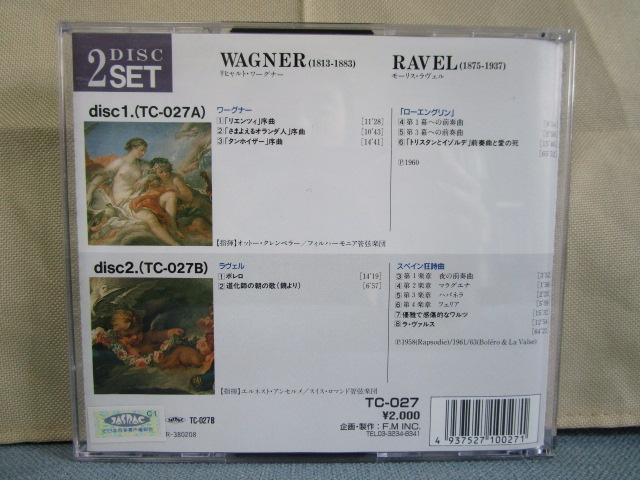 2 DISC SET
WAGNER (1813-1883)
リヒャルト・ワーグナー
RAVEL (1875-1937)
モーリス・ラヴェル
disc1.(TC-027A)
ワーグナー
1「リエンツィ」序曲 [11'28]
2「さまよえるオランダ人」序曲 [10'43]
3「タンホイザー」序曲 [14'41]
「ローエングリン」
4 第1幕への前奏曲
5 第3幕への前奏曲
6「トリスタンとイゾルデ」前奏曲と愛の死
Ⓟ1960
【指揮】オットー・クレンペラー/フィルハーモニア管弦楽団
disc2.(TC-027B)
ラヴェル
1 ボレロ [14'19]
2 道化師の朝の歌(鏡より) [6'57]
スペイン狂詩曲
3 第1楽章 夜の前奏曲
4 第2楽章 マラグエナ
5 第3楽章 ハバネラ
6 第4楽章 フェリア
7 優雅で感傷的なワルツ
8 ラ・ヴァルス
Ⓟ1958(Rapsodie)/1961/63(Boléro & La Valse)
【指揮】エルネスト・アンセルメ/スイス・ロマンド管弦楽団
TC-027
¥2,000
企画・製作：F.M INC.
TEL03-3234-8341
4 937527 100271
JASRAC
C1
TC-027B
R-380208